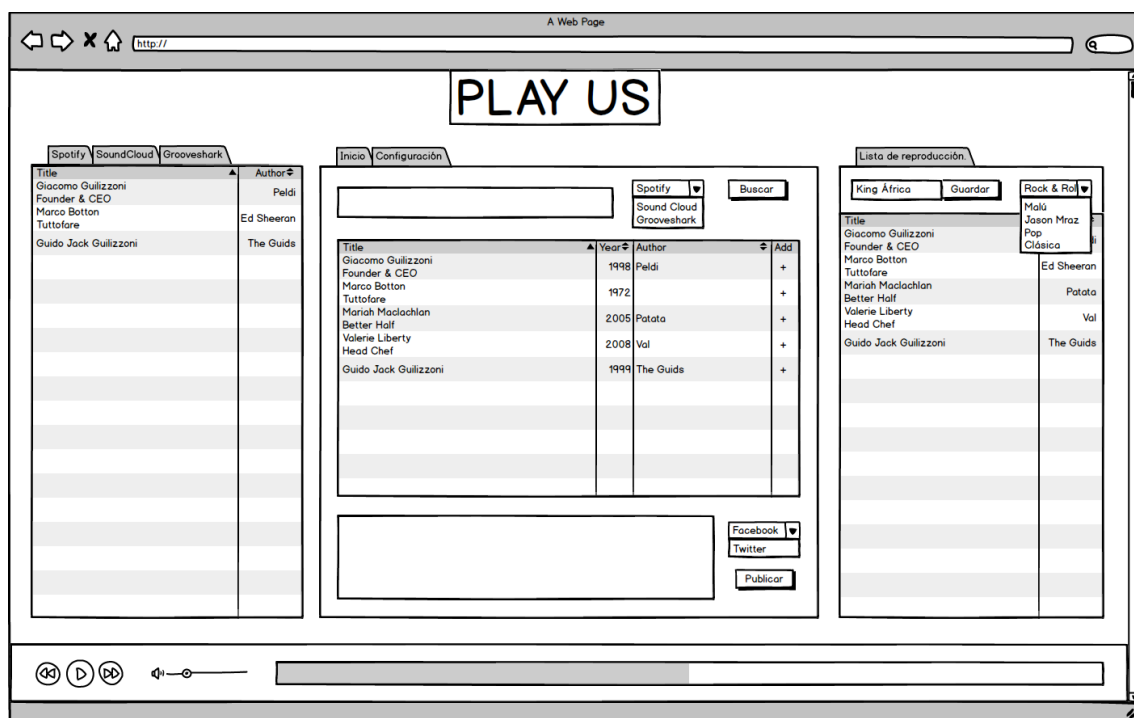 A Web Page
http://
PLAY US
Spotify SoundCloud Grooveshark
Title Author
Giacomo Guilizzoni
Founder & CEO
Peldi
Marco Botton
Tuttofare
Ed Sheeran
Guido Jack Guilizzoni The Guids
Inicio Configuración
Spotify
Sound Cloud
Grooveshark
Buscar
Title Year Author Add
Giacomo Guilizzoni
Founder & CEO
1998 Peldi +
Marco Botton
Tuttofare
1972 +
Mariah Maclachlan
Better Half
2005 Patata +
Valerie Liberty
Head Chef
2008 Val +
Guido Jack Guilizzoni 1999 The Guids +
Facebook
Twitter
Publicar
Lista de reproducción.
King África Guardar Rock & Rol
Malú
Jason Mraz
Pop
Clásica
Title
Giacomo Guilizzoni
Founder & CEO
Marco Botton
Tuttofare
Ed Sheeran
Mariah Maclachlan
Better Half
Patata
Valerie Liberty
Head Chef
Val
Guido Jack Guilizzoni The Guids